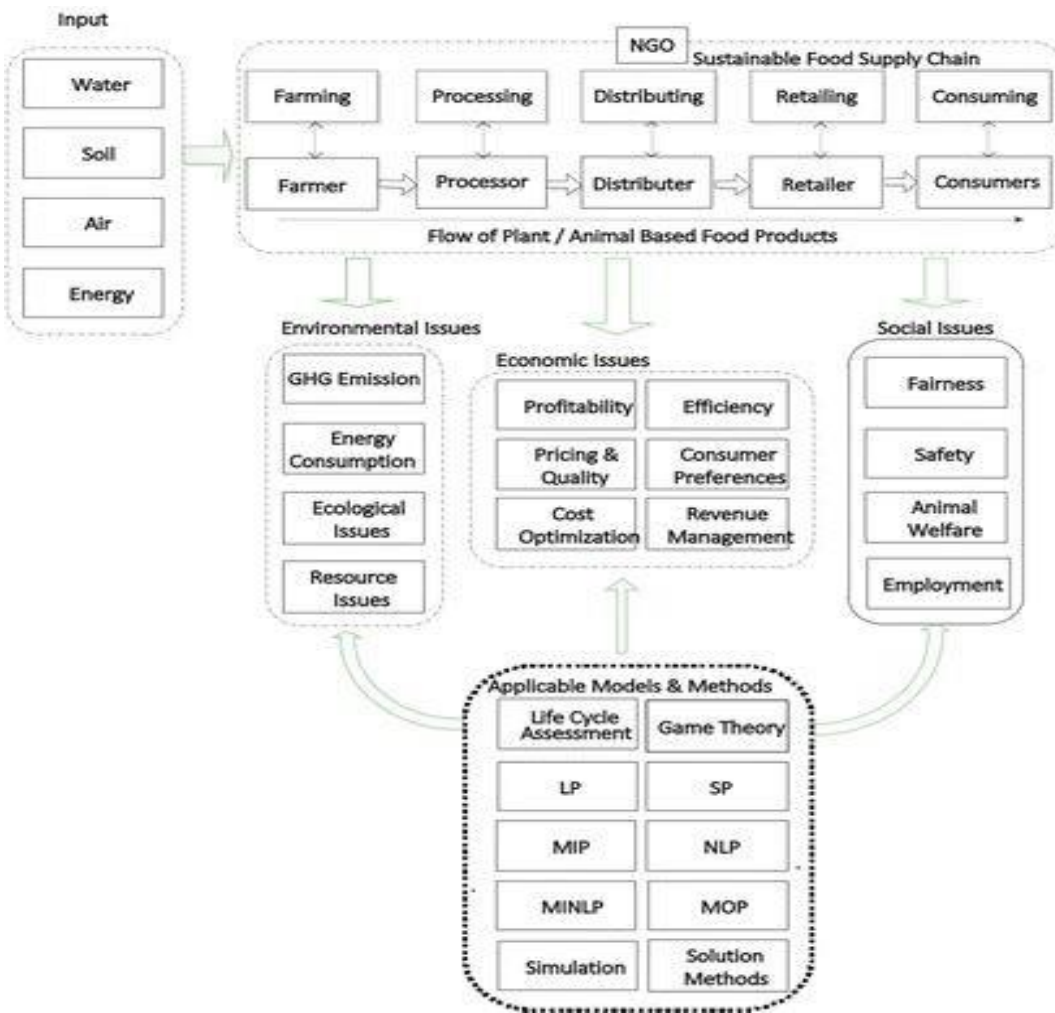 Input
Water
Soil
Air
Energy
NGO
Sustainable Food Supply Chain
Farming
Processing
Distributing
Retailing
Consuming
Farmer
Processor
Distributer
Retailer
Consumers
Flow of Plant / Animal Based Food Products
Environmental Issues
GHG Emission
Energy
Consumption
Ecological
Issues
Resource
Issues
Economic Issues
Profitability
Efficiency
Pricing &
Quality
Consumer
Preferences
Cost
Optimization
Revenue
Management
Social Issues
Fairness
Safety
Animal
Welfare
Employment
Applicable Models & Methods
Life Cycle
Assessment
Game Theory
LP
SP
MIP
NLP
MINLP
MOP
Simulation
Solution
Methods